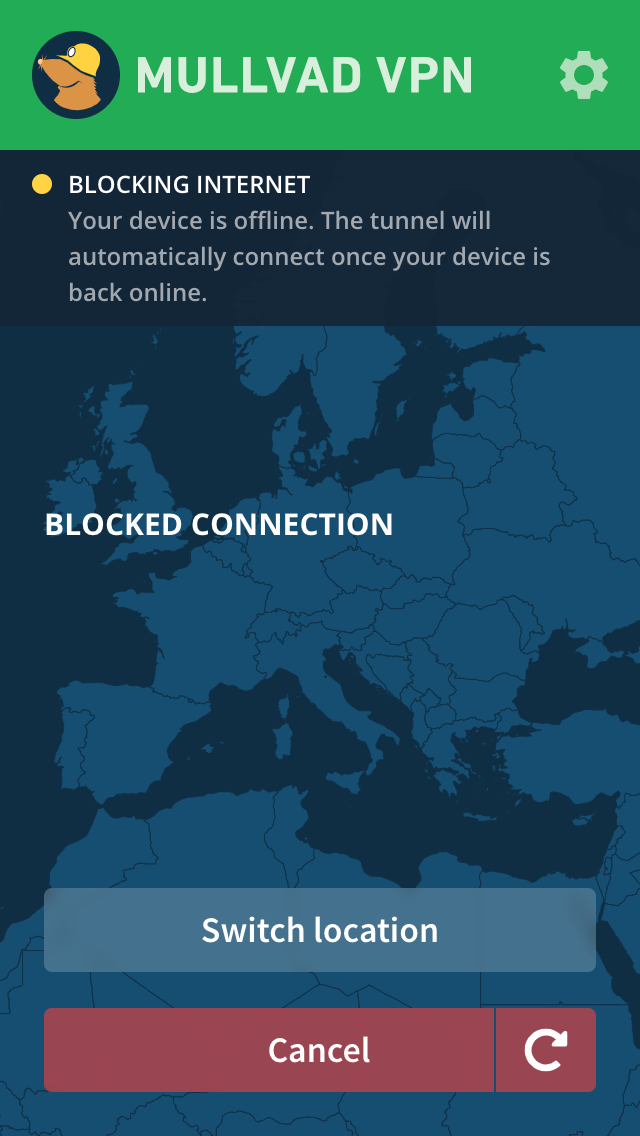 MULLVAD VPN
BLOCKING INTERNET
Your device is offline. The tunnel will
automatically connect once your device is
back online.
BLOCKED CONNECTION
Switch location
Cancel